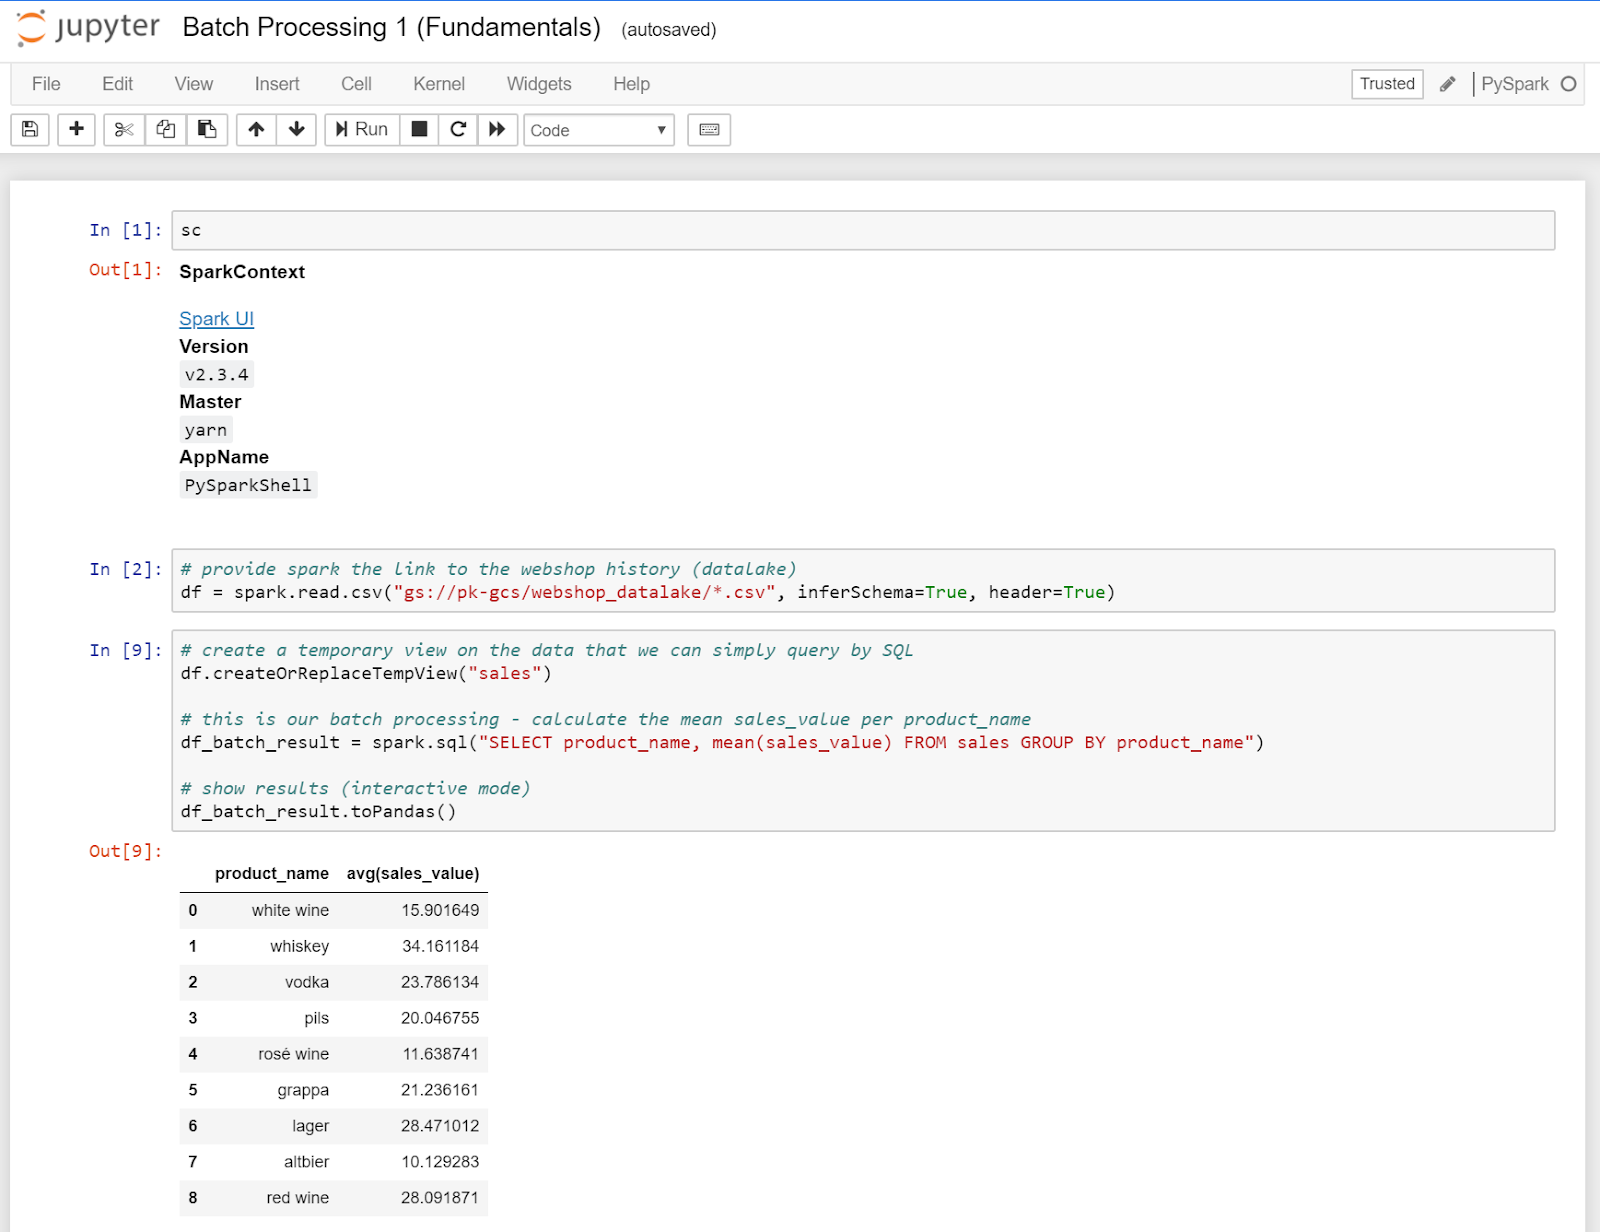 jupyter Batch Processing 1 (Fundamentals) (autosaved)
File Edit View Insert Cell Kernel Widgets Help Trusted PySpark
Run Code
In [1]: sc
Out[1]: SparkContext
Spark UI
Version
v2.3.4
Master
yarn
AppName
PySparkShell
In [2]: # provide spark the link to the webshop history (datalake)
df = spark.read.csv("gs://pk-gcs/webshop_datalake/*.csv", inferSchema=True, header=True)
In [9]: # create a temporary view on the data that we can simply query by SQL
df.createOrReplaceTempView("sales")
# this is our batch processing - calculate the mean sales_value per product_name
df_batch_result = spark.sql("SELECT product_name, mean(sales_value) FROM sales GROUP BY product_name")
# show results (interactive mode)
df_batch_result.toPandas()
Out[9]:
product_name avg(sales_value)
0 white wine 15.901649
1 whiskey 34.161184
2 vodka 23.786134
3 pils 20.046755
4 rosé wine 11.638741
5 grappa 21.236161
6 lager 28.471012
7 altbier 10.129283
8 red wine 28.091871